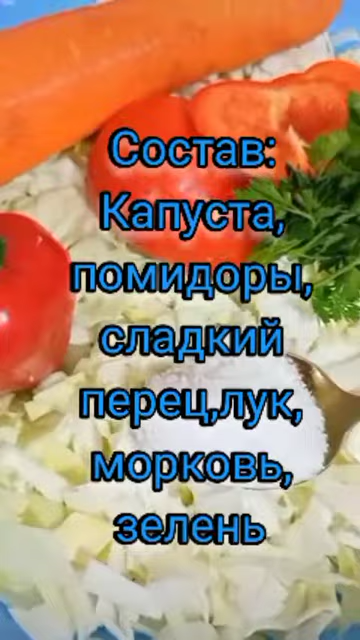 Состав:
Капуста,
помидоры,
сладкий
перец,лук,
морковь,
зелень